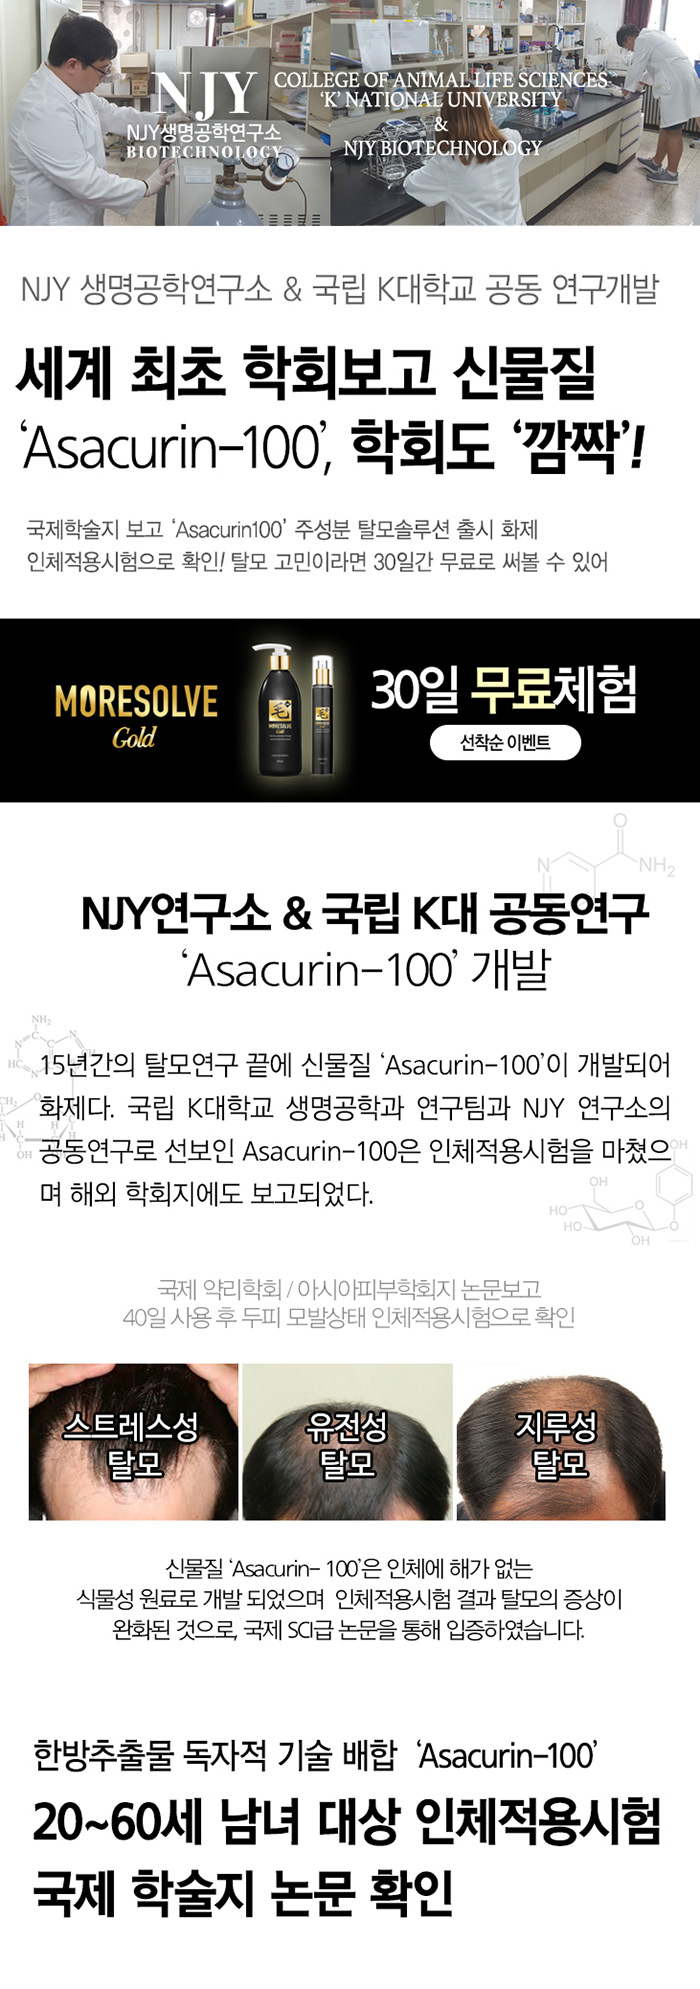 NJY
NJY생명공학연구소
BIOTECHNOLOGY
COLLEGE OF ANIMAL LIFE SCIENCES
‘K’ NATIONAL UNIVERSITY
&
NJY BIOTECHNOLOGY
NJY 생명공학연구소 & 국립 K대학교 공동 연구개발
세계 최초 학회보고 신물질
‘Asacurin-100’, 학회도 ‘깜짝’!
국제학술지 보고 ‘Asacurin100’ 주성분 탈모솔루션 출시 화제
인체적용시험으로 확인! 탈모 고민이라면 30일간 무료로 써볼 수 있어
MORESOLVE
Gold
毛
MORESOLVE
Gold
30일 무료체험
선착순 이벤트
O
N
NH₂
NJY연구소 & 국립 K대 공동연구
‘Asacurin-100’ 개발
NH₂
15년간의 탈모연구 끝에 신물질 ‘Asacurin-100’이 개발되어
화제다. 국립 K대학교 생명공학과 연구팀과 NJY 연구소의
공동연구로 선보인 Asacurin-100은 인체적용시험을 마쳤으
며 해외 학회지에도 보고되었다.
OH
OH
HO
HO
OH
O
O
국제 약리학회 / 아시아피부학회지 논문보고
40일 사용 후 두피 모발상태 인체적용시험으로 확인
스트레스성
탈모
유전성
탈모
지루성
탈모
신물질 ‘Asacurin- 100’은 인체에 해가 없는
식물성 원료로 개발 되었으며 인체적용시험 결과 탈모의 증상이
완화된 것으로, 국제 SCI급 논문을 통해 입증하였습니다.
한방추출물 독자적 기술 배합 ‘Asacurin-100’
20~60세 남녀 대상 인체적용시험
국제 학술지 논문 확인